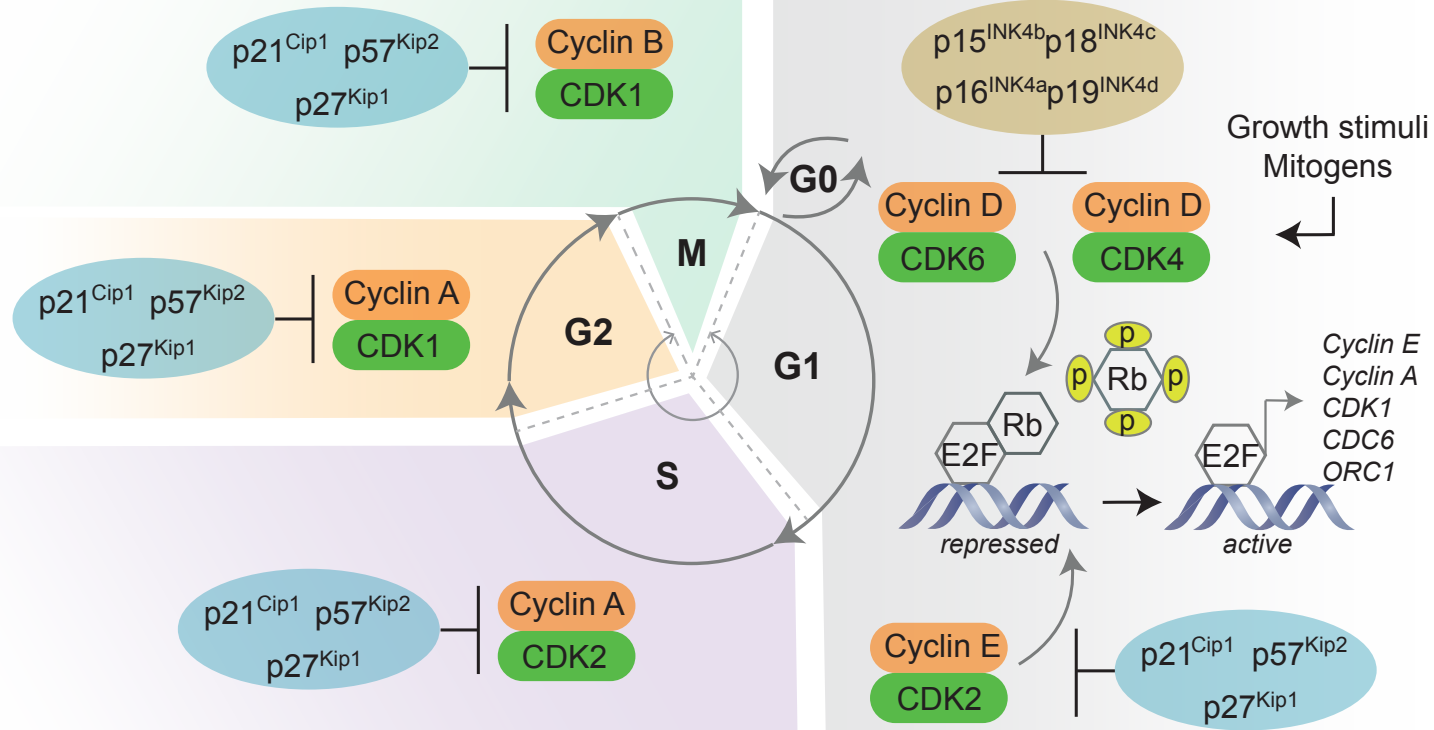 p21Cip1 p57Kip2
p27Kip1
Cyclin B
CDK1
p15INK4b p18INK4c
p16INK4a p19INK4d
Growth stimuli
Mitogens
G0
Cyclin D
CDK6
Cyclin D
CDK4
M
G2
G1
S
p21Cip1 p57Kip2
p27Kip1
Cyclin A
CDK1
p
p Rb p
p
Rb
E2F
repressed
E2F
active
Cyclin E
Cyclin A
CDK1
CDC6
ORC1
p21Cip1 p57Kip2
p27Kip1
Cyclin A
CDK2
Cyclin E
CDK2
p21Cip1 p57Kip2
p27Kip1